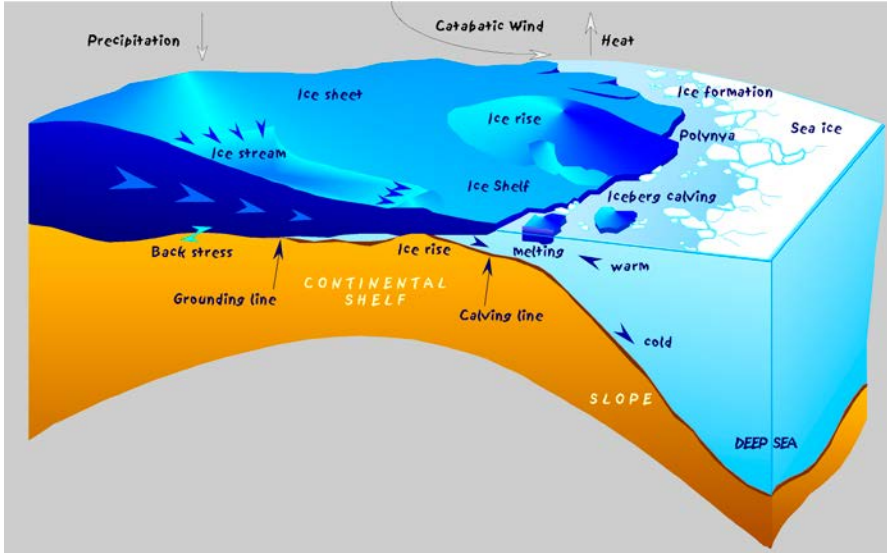 Precipitation
Catabatic Wind
Heat
Ice sheet
Ice formation
Ice rise
Sea ice
Polynya
Ice stream
Ice Shelf
Iceberg calving
Back stress
Ice rise
melting
warm
Grounding line
CONTINENTAL
SHELF
Calving line
cold
SLOPE
DEEP SEA